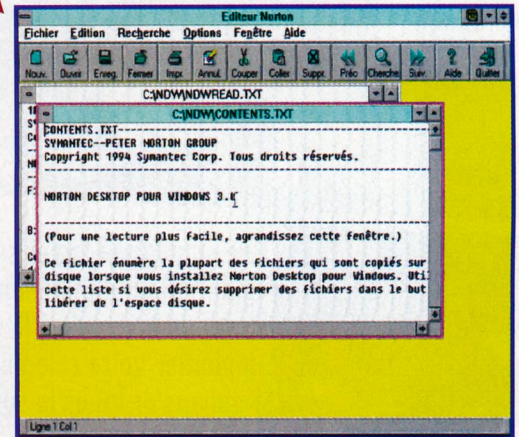 Editeur Norton
Fichier Edition Recherche Options Fenêtre Aide
Nouv. Ouvrir Enreg. Fermer Impr. Annul. Couper Coller Suppr. Préc Cherche Suiv. Aide Quitter
C:\NDW\NDWREAD.TXT
C:\NDW\CONTENTS.TXT
CONTENTS.TXT--------------------------------------------------
SYMANTEC--PETER NORTON GROUP
Copyright 1994 Symantec Corp. Tous droits réservés.
--------------------------------------------------------------
NORTON DESKTOP POUR WINDOWS
--------------------------------------------------------------
(Pour une lecture plus facile, agrandissez cette fenêtre.)
Ce fichier énumère la plupart des fichiers qui sont copiés sur
disque lorsque vous installez Norton Desktop pour Windows. Uti
cette liste si vous désirez supprimer des fichiers dans le but
libérer de l'espace disque.
Ligne 1 Col 1